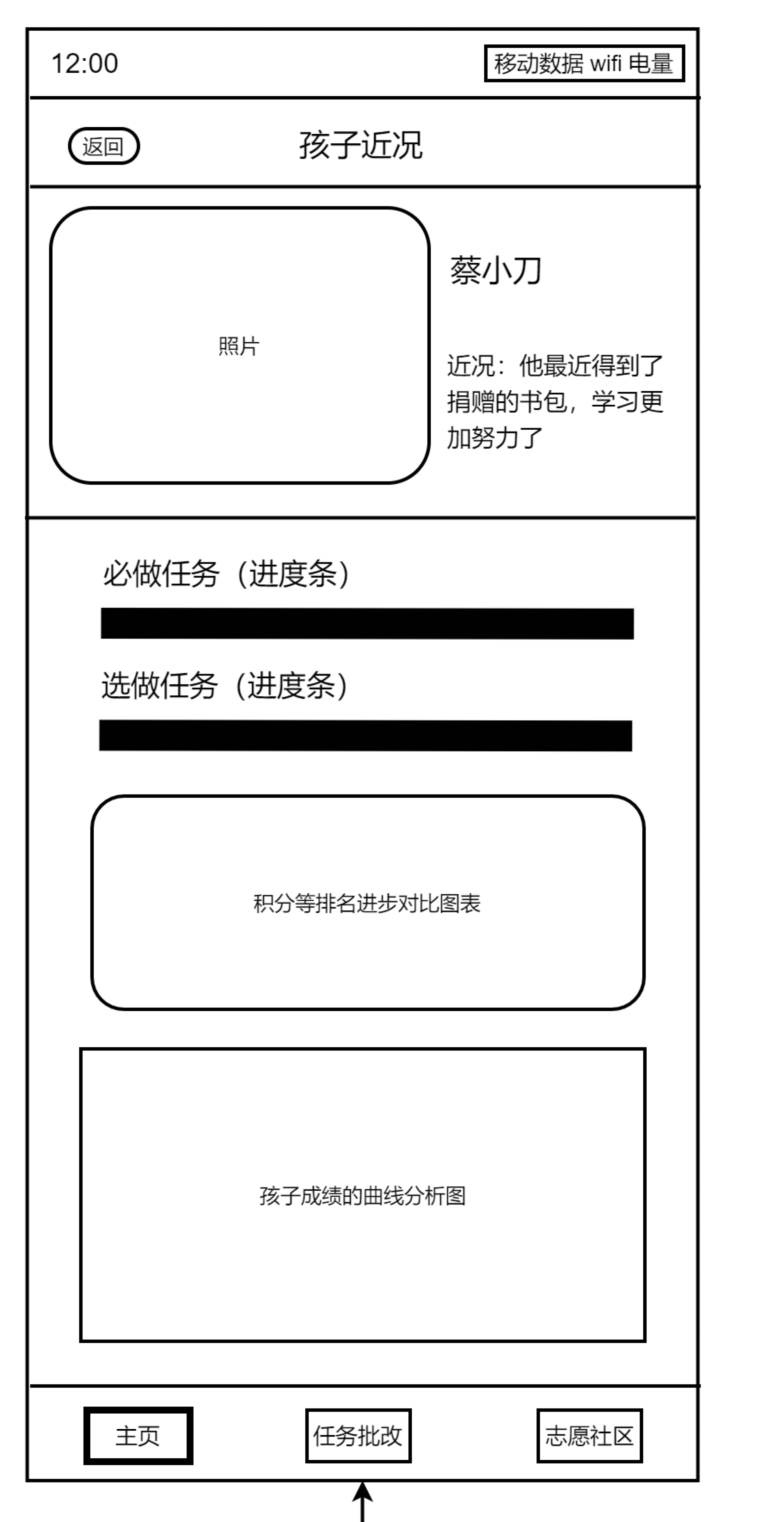 12:00
移动数据 wifi 电量
返回
孩子近况
蔡小刀
照片
近况：他最近得到了
捐赠的书包，学习更
加努力了
必做任务（进度条）
选做任务（进度条）
积分等排名进步对比图表
孩子成绩的曲线分析图
主页
任务批改
志愿社区